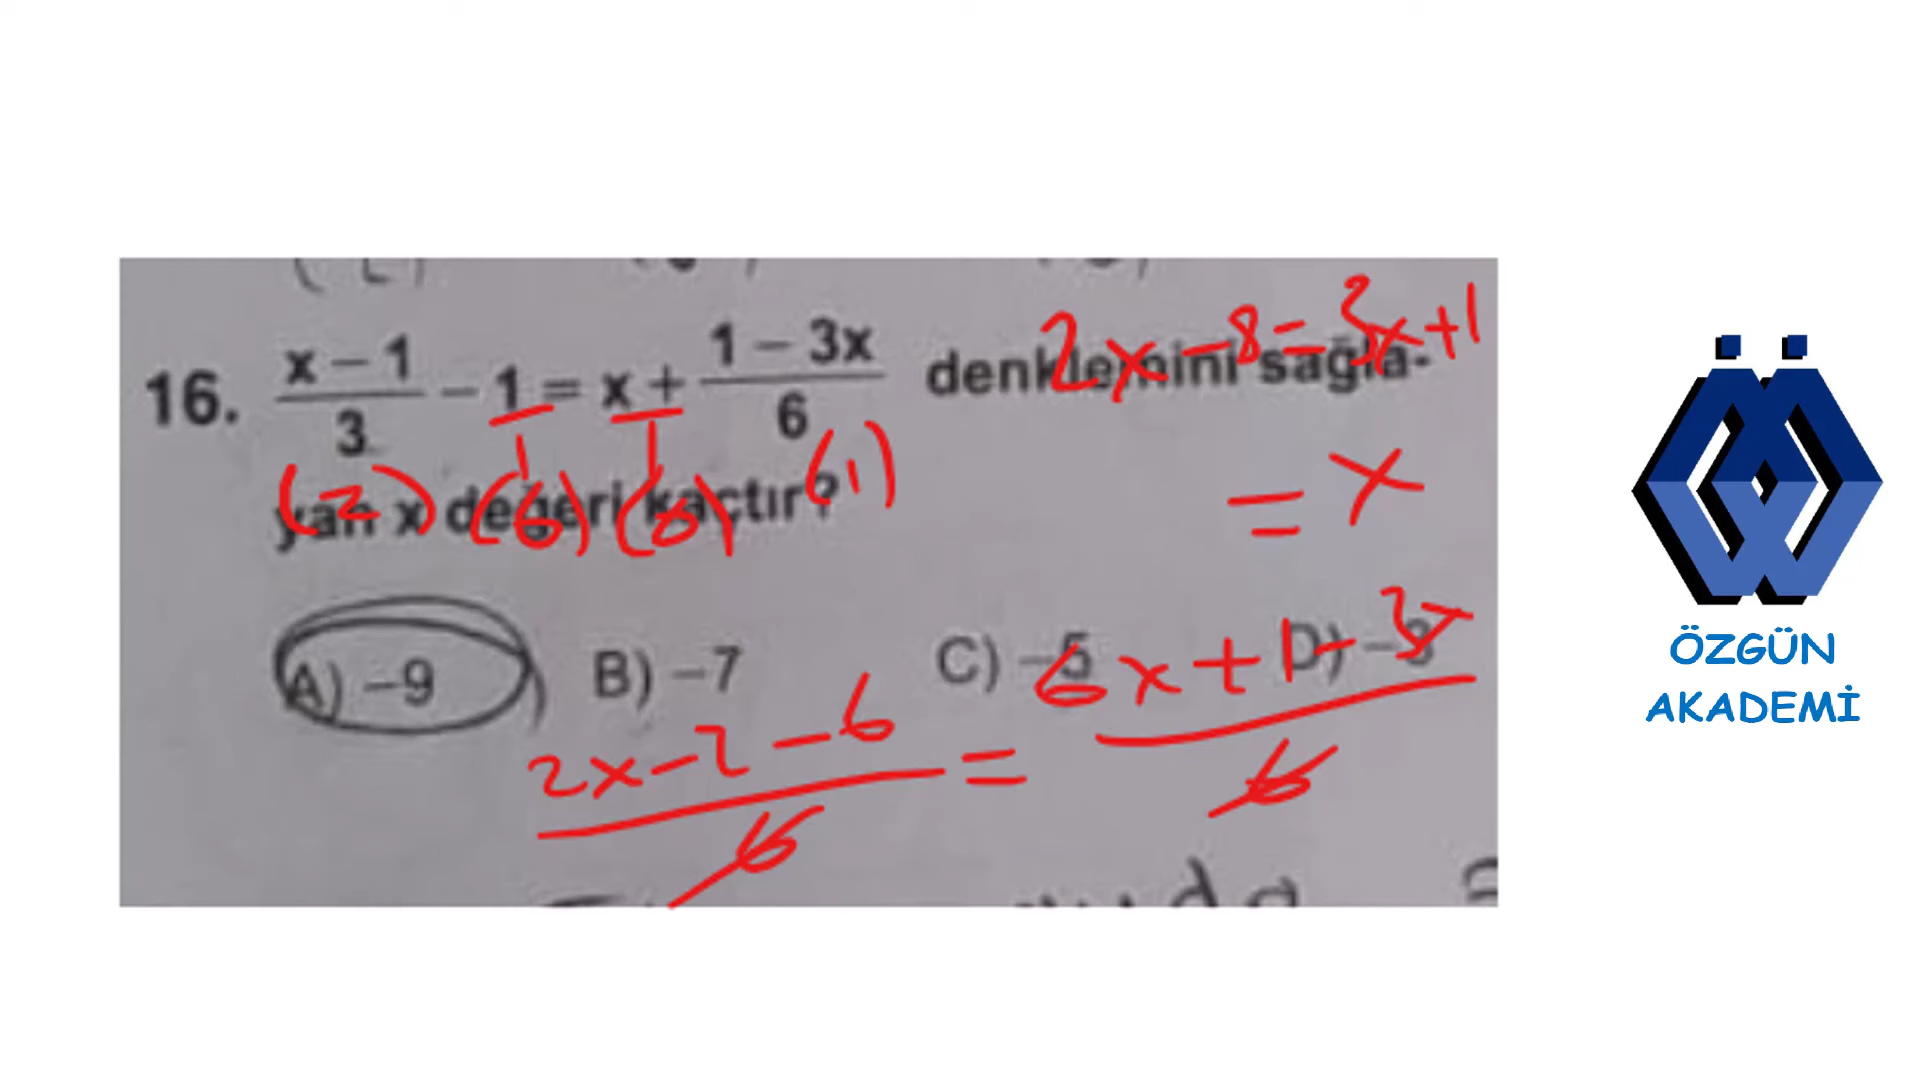 16. x – 1/3 – 1 = x + 1 – 3x/6 denklemini sağla-
yan x değeri kaçtır?
A) –9 B) –7 C) –5 D) –3
(2) (6) (6) (1)
2x – 8 = 3x + 1
= x
2x – 2 – 6/6 = 6x + 1 – 3x/6
ÖZGÜN
AKADEMİ